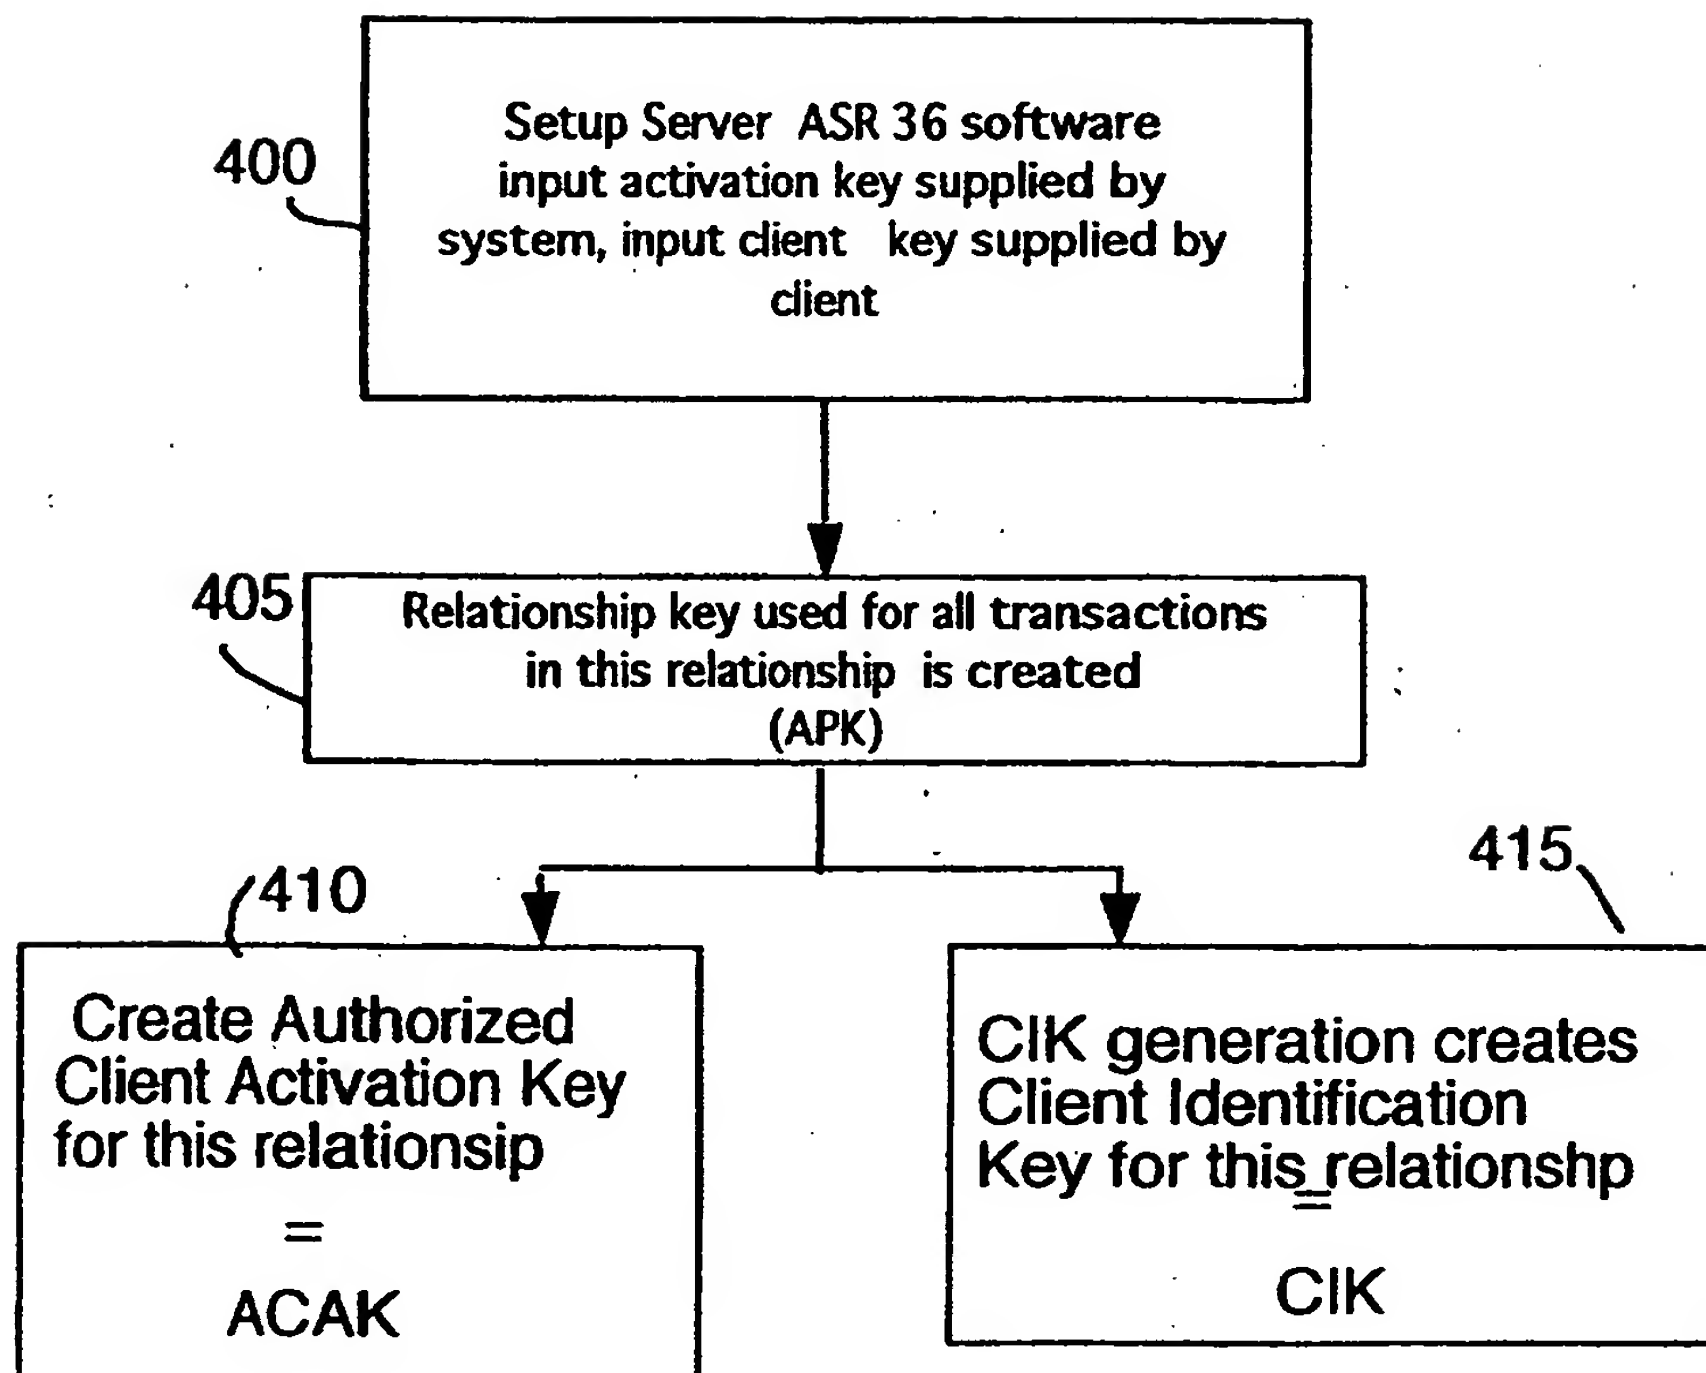 400
Setup Server ASR 36 software
input activation key supplied by
system, input client key supplied by
client
405
Relationship key used for all transactions
in this relationship is created
(APK)
410
Create Authorized
Client Activation Key
for this relationsip
=
ACAK
415
CIK generation creates
Client Identification
Key for this relationshp
=
CIK